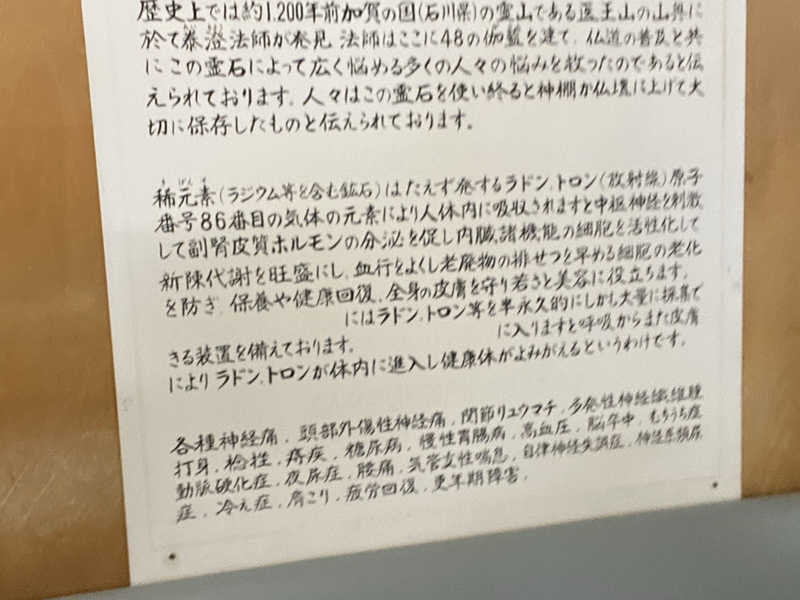 歴史上では約1,200年前加賀の国(石川県)の霊山である医王山の山奥に
於て泰澄法師が発見 法師はここに48の伽藍を建て、仏道の普及と共
にこの霊石によって広く悩める多くの人々の悩みを救ったのであると伝
えられております。人々はこの霊石を使い終ると神棚か仏壇に上げて大
切に保存したものと伝えられております。
稀元素(ラジウム等を含む鉱石)はたえず発するラドン、トロン(放射線)原子
番号86番目の気体の元素により人体内に吸収されますと中枢神経を刺激
して副腎皮質ホルモンの分泌を促し内臓諸機能の細胞を活性化して
新陳代謝を旺盛にし、血行をよくし老廃物の排せつを早める細胞の老化
を防ぎ、保養や健康回復、全身の皮膚を守り若さと美容に役立ちます。
にはラドン、トロン等を半永久的にしかも大量に採集で
きる装置を備えております。 に入りますと呼吸からまた皮膚
によりラドン、トロンが体内に進入し健康体がよみがえるというわけです。
各種神経痛、頭部外傷性神経痛、関節リュウマチ、多発性神経繊維腫
打身、捻挫、痔疾、糖尿病、慢性胃腸病、高血圧、脳卒中、もうちう症
動脈硬化症、夜尿症、腰痛、気管支性喘息、自律神経失調症、神経系頻尿
症、冷え症、肩こり、疲労回復、更年期障害、